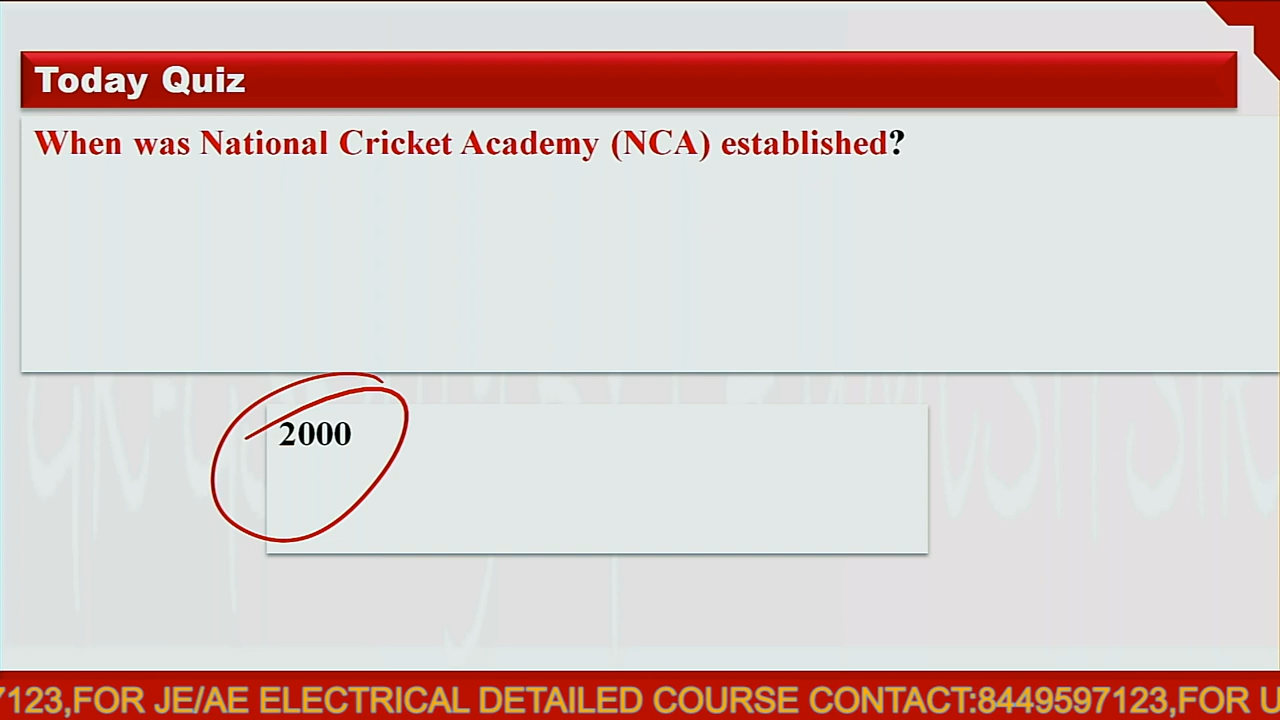 Today Quiz
When was National Cricket Academy (NCA) established?
2000
7123,FOR JE/AE ELECTRICAL DETAILED COURSE CONTACT:8449597123,FOR U